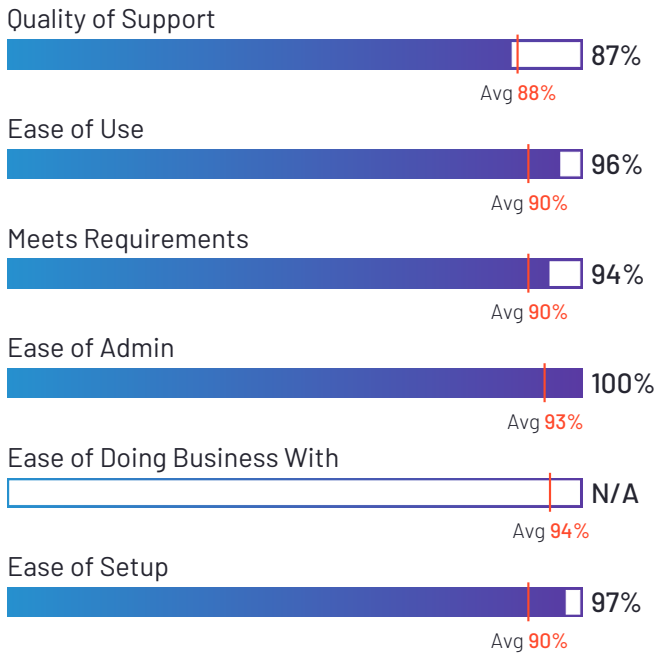 Quality of Support
87%
Avg 88%
Ease of Use
96%
Avg 90%
Meets Requirements
94%
Avg 90%
Ease of Admin
100%
Avg 93%
Ease of Doing Business With
N/A
Avg 94%
Ease of Setup
97%
Avg 90%